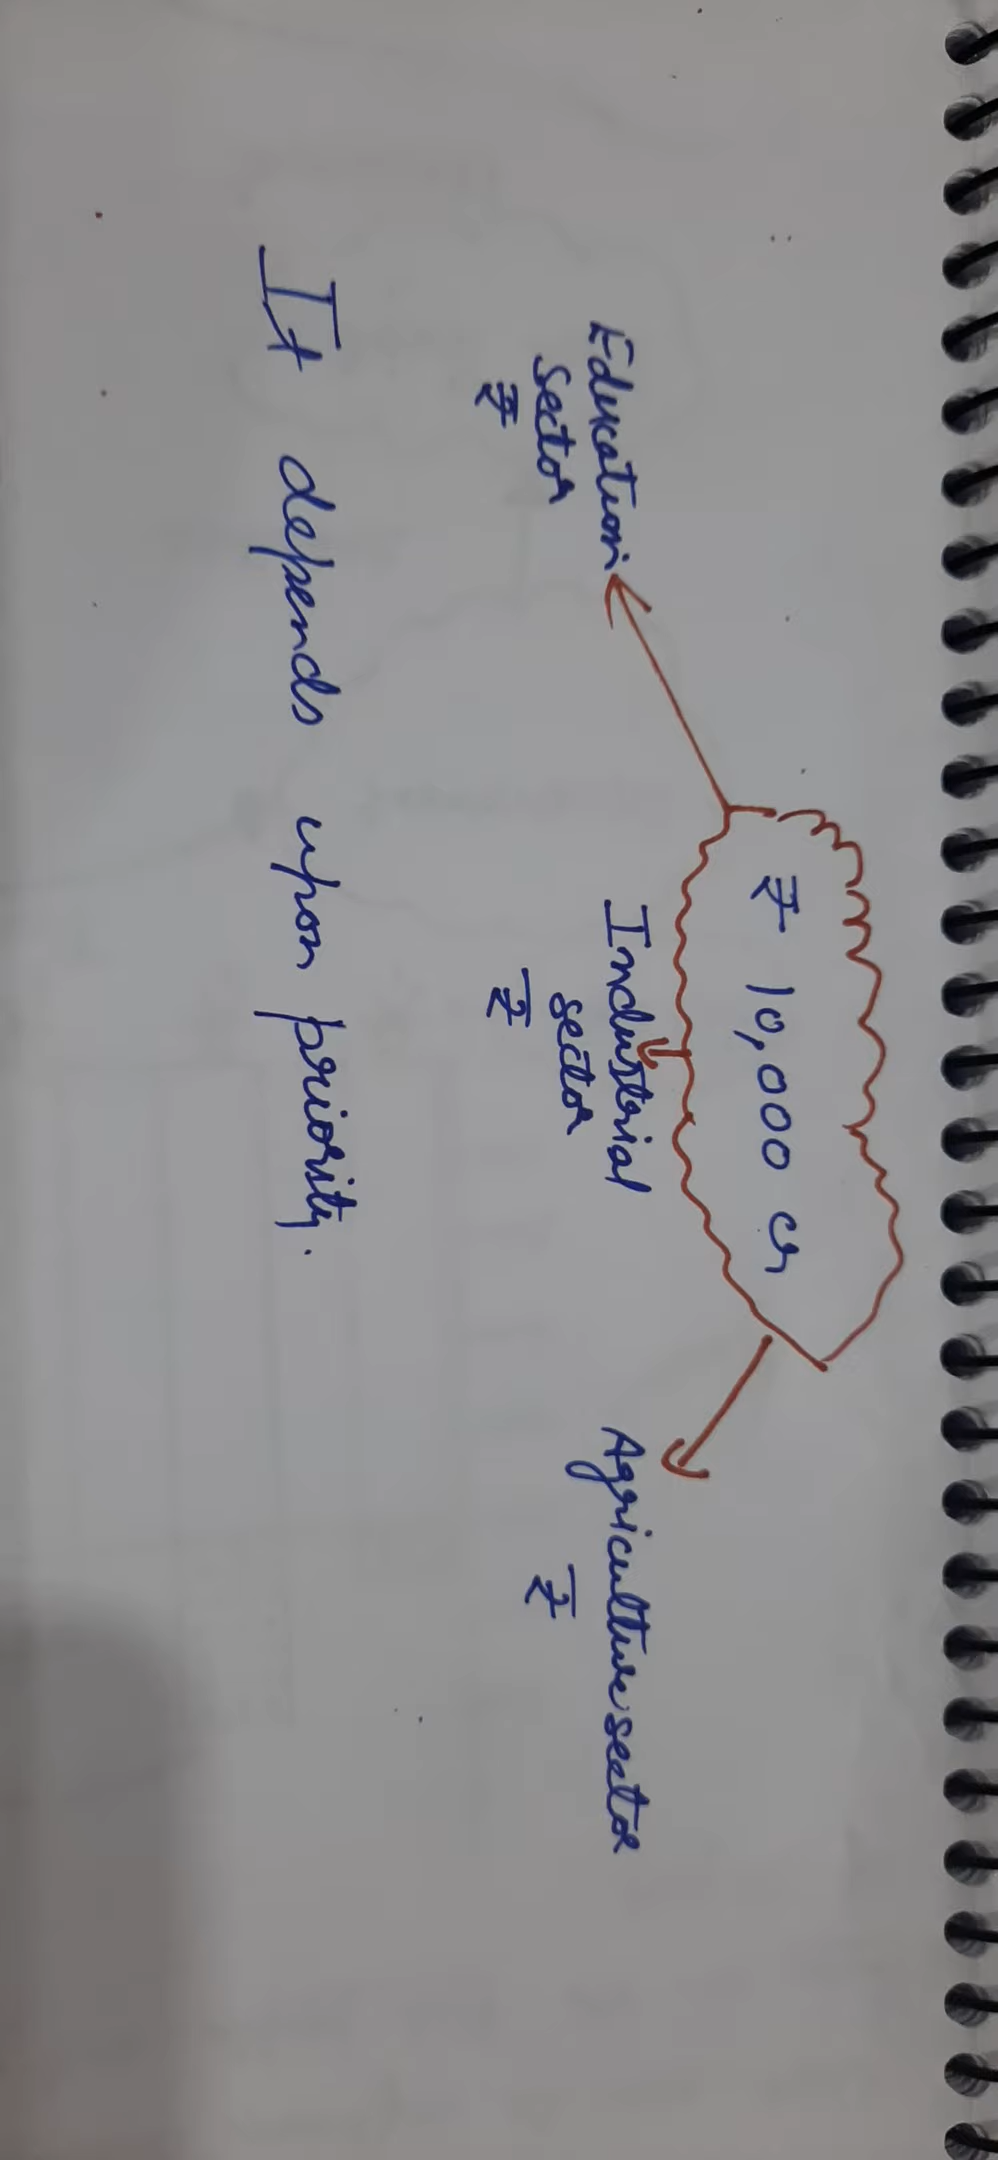 ₹ 10,000 cr
Education
sector
₹
Industrial
sector
₹
Agriculture sector
₹
It depends upon priority.